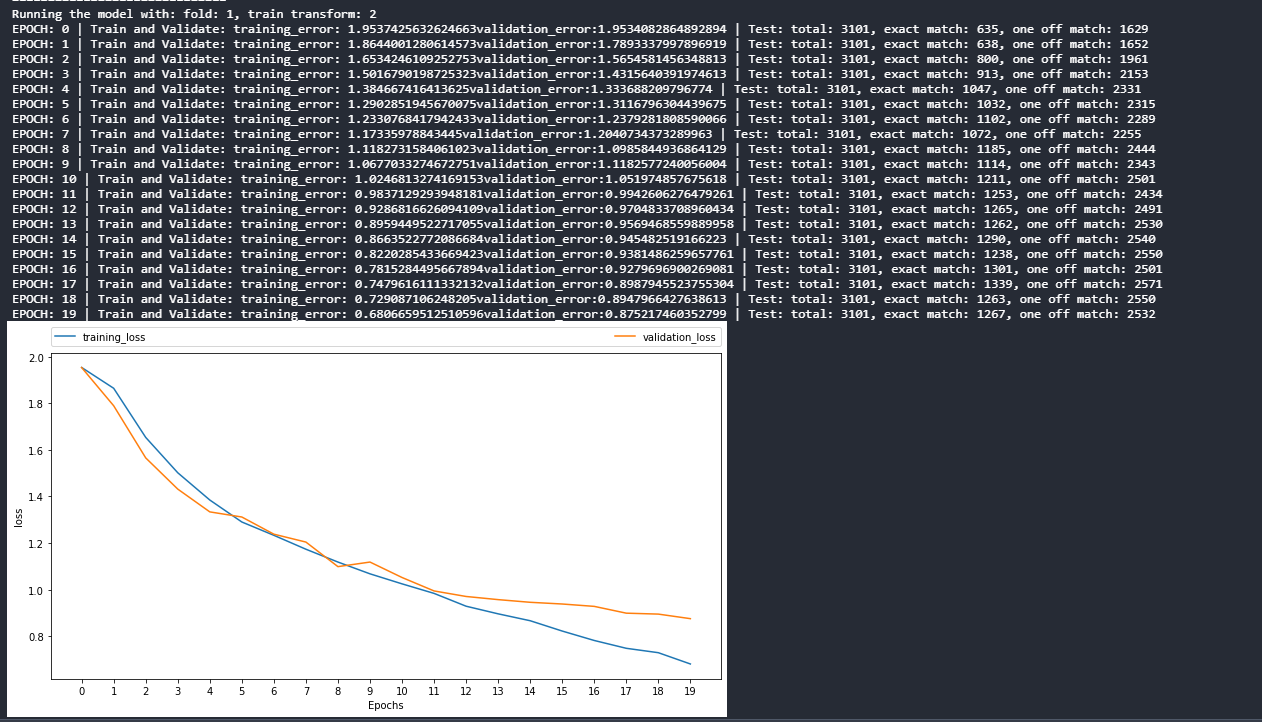 Running the model with: fold: 1, train transform: 2
EPOCH: 0 | Train and Validate: training_error: 1.9537425632624663validation_error:1.9534082864892894 | Test: total: 3101, exact match: 635, one off match: 1629
EPOCH: 1 | Train and Validate: training_error: 1.8644001280614573validation_error:1.7893337997896919 | Test: total: 3101, exact match: 638, one off match: 1652
EPOCH: 2 | Train and Validate: training_error: 1.6534246109252753validation_error:1.5654581456348813 | Test: total: 3101, exact match: 800, one off match: 1961
EPOCH: 3 | Train and Validate: training_error: 1.5016790198725323validation_error:1.4315640391974613 | Test: total: 3101, exact match: 913, one off match: 2153
EPOCH: 4 | Train and Validate: training_error: 1.384667416413625validation_error:1.333688209796774 | Test: total: 3101, exact match: 1047, one off match: 2331
EPOCH: 5 | Train and Validate: training_error: 1.2902851945670075validation_error:1.3116796304439675 | Test: total: 3101, exact match: 1032, one off match: 2315
EPOCH: 6 | Train and Validate: training_error: 1.2330768417942433validation_error:1.2379281808590066 | Test: total: 3101, exact match: 1102, one off match: 2289
EPOCH: 7 | Train and Validate: training_error: 1.17335978843445validation_error:1.2040734373289963 | Test: total: 3101, exact match: 1072, one off match: 2255
EPOCH: 8 | Train and Validate: training_error: 1.1182731584061023validation_error:1.0985844936864129 | Test: total: 3101, exact match: 1185, one off match: 2444
EPOCH: 9 | Train and Validate: training_error: 1.0677033274672751validation_error:1.1182577240056004 | Test: total: 3101, exact match: 1114, one off match: 2343
EPOCH: 10 | Train and Validate: training_error: 1.0246813274169153validation_error:1.051974857675618 | Test: total: 3101, exact match: 1211, one off match: 2501
EPOCH: 11 | Train and Validate: training_error: 0.9837129293948181validation_error:0.9942606276479261 | Test: total: 3101, exact match: 1253, one off match: 2434
EPOCH: 12 | Train and Validate: training_error: 0.9286816626094109validation_error:0.9704833708960434 | Test: total: 3101, exact match: 1265, one off match: 2491
EPOCH: 13 | Train and Validate: training_error: 0.8959449522717055validation_error:0.9569468559889958 | Test: total: 3101, exact match: 1262, one off match: 2530
EPOCH: 14 | Train and Validate: training_error: 0.8663522772086684validation_error:0.945482519166223 | Test: total: 3101, exact match: 1290, one off match: 2540
EPOCH: 15 | Train and Validate: training_error: 0.8220285433669423validation_error:0.9381486259657761 | Test: total: 3101, exact match: 1238, one off match: 2550
EPOCH: 16 | Train and Validate: training_error: 0.7815284495667894validation_error:0.9279696900269081 | Test: total: 3101, exact match: 1301, one off match: 2501
EPOCH: 17 | Train and Validate: training_error: 0.7479616111332132validation_error:0.8987945523755304 | Test: total: 3101, exact match: 1339, one off match: 2571
EPOCH: 18 | Train and Validate: training_error: 0.729087106248205validation_error:0.8947966427638613 | Test: total: 3101, exact match: 1263, one off match: 2550
EPOCH: 19 | Train and Validate: training_error: 0.6806659512510596validation_error:0.875217460352799 | Test: total: 3101, exact match: 1267, one off match: 2532
training_loss validation_loss
2.0
1.8
1.6
1.4
1.2
1.0
0.8
loss
0 1 2 3 4 5 6 7 8 9 10 11 12 13 14 15 16 17 18 19
Epochs